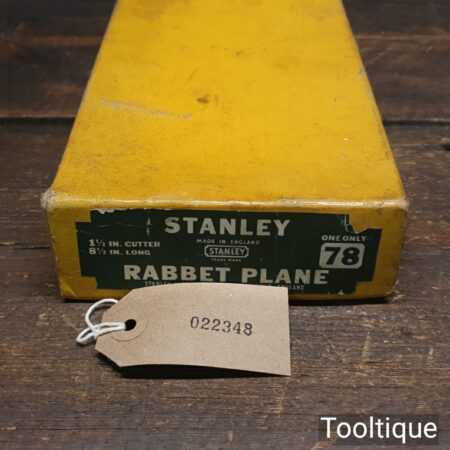 STANLEY
MADE IN ENGLAND
1½ IN. CUTTER
8½ IN. LONG
STANLEY
TRADE MARK
ONE ONLY
78
RABBET PLANE
022348
Tooltique